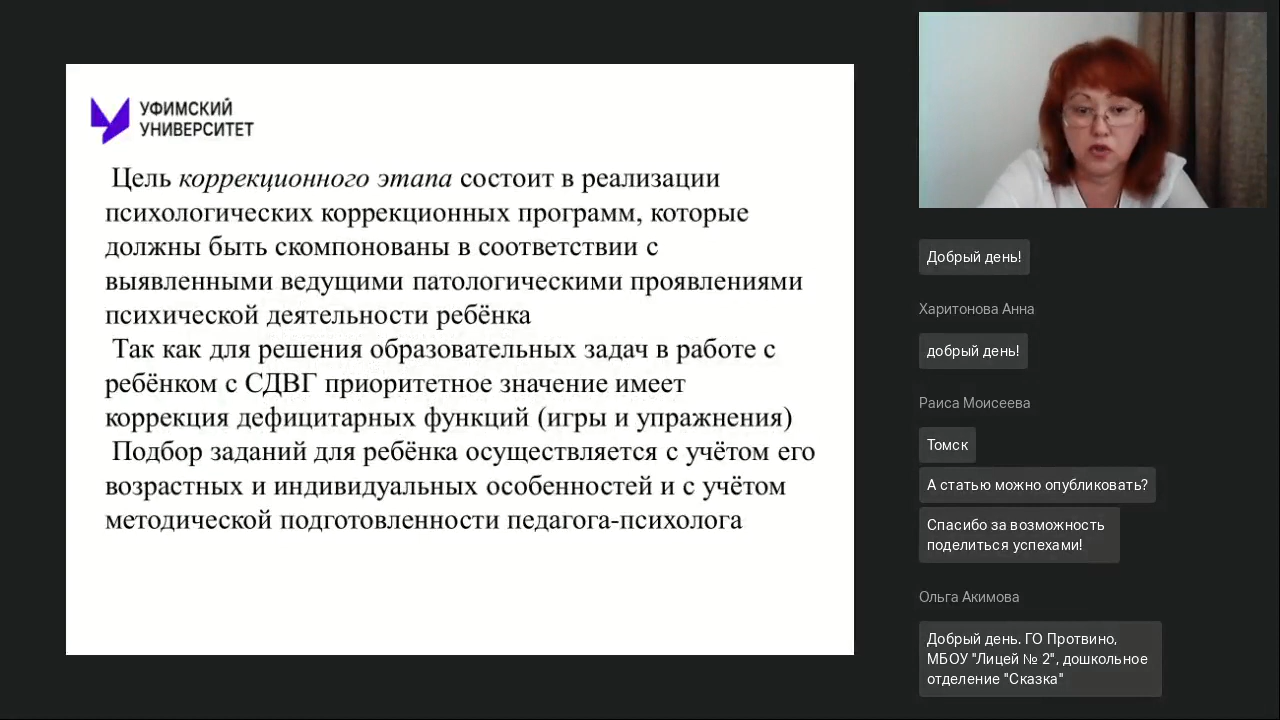 УФИМСКИЙ
УНИВЕРСИТЕТ
Цель коррекционного этапа состоит в реализации
психологических коррекционных программ, которые
должны быть скомпонованы в соответствии с
выявленными ведущими патологическими проявлениями
психической деятельности ребёнка
Так как для решения образовательных задач в работе с
ребёнком с СДВГ приоритетное значение имеет
коррекция дефицитарных функций (игры и упражнения)
Подбор заданий для ребёнка осуществляется с учётом его
возрастных и индивидуальных особенностей и с учётом
методической подготовленности педагога-психолога
Добрый день!
Харитонова Анна
добрый день!
Раиса Моисеева
Томск
А статью можно опубликовать?
Спасибо за возможность
поделиться успехами!
Ольга Акимова
Добрый день. ГО Протвино,
МБОУ "Лицей № 2", дошкольное
отделение "Сказка"